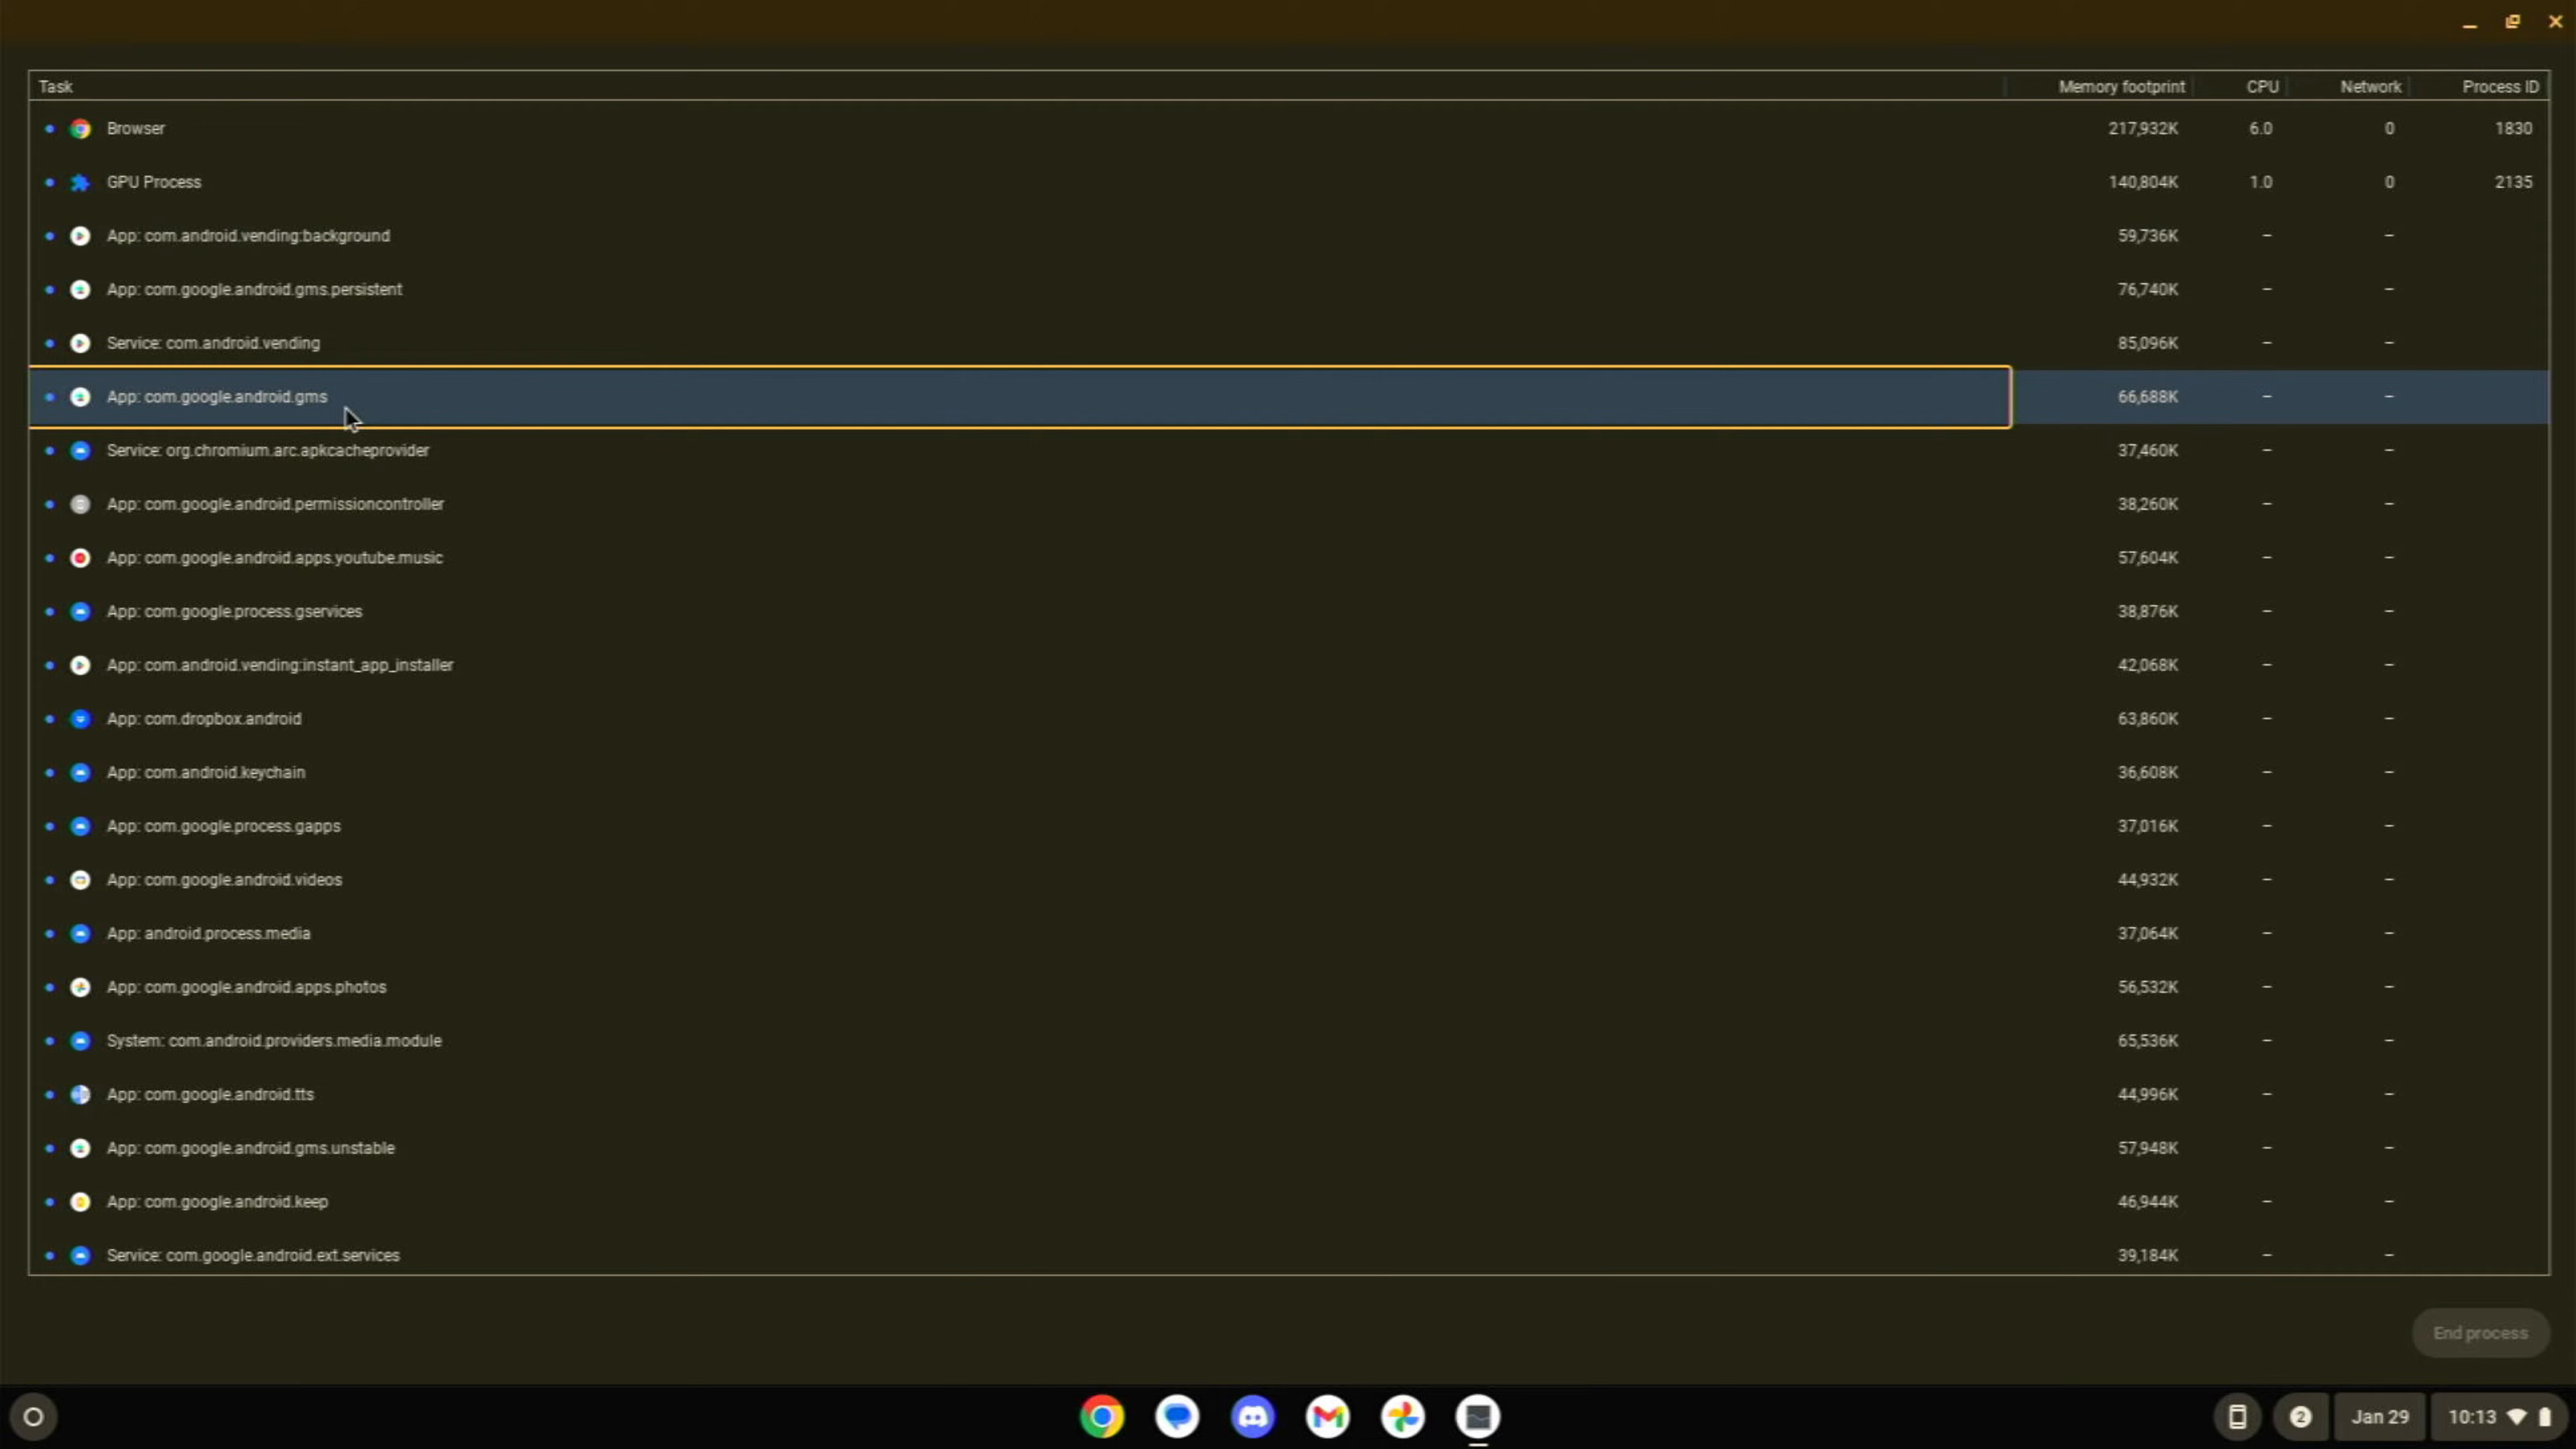 Task Memory footprint CPU Network Process ID
Browser 217,932K 6.0 0 1830
GPU Process 140,804K 1.0 0 2135
App: com.android.vending:background 59,736K – –
App: com.google.android.gms.persistent 76,740K – –
Service: com.android.vending 85,096K – –
App: com.google.android.gms 66,688K – –
Service: org.chromium.arc.apkcacheprovider 37,460K – –
App: com.google.android.permissioncontroller 38,260K – –
App: com.google.android.apps.youtube.music 57,604K – –
App: com.google.process.gservices 38,876K – –
App: com.android.vending:instant_app_installer 42,068K – –
App: com.dropbox.android 63,860K – –
App: com.android.keychain 36,608K – –
App: com.google.process.gapps 37,016K – –
App: com.google.android.videos 44,932K – –
App: android.process.media 37,064K – –
App: com.google.android.apps.photos 56,532K – –
System: com.android.providers.media.module 65,536K – –
App: com.google.android.tts 44,996K – –
App: com.google.android.gms.unstable 57,948K – –
App: com.google.android.keep 46,944K – –
Service: com.google.android.ext.services 39,184K – –
End process
2 Jan 29 10:13